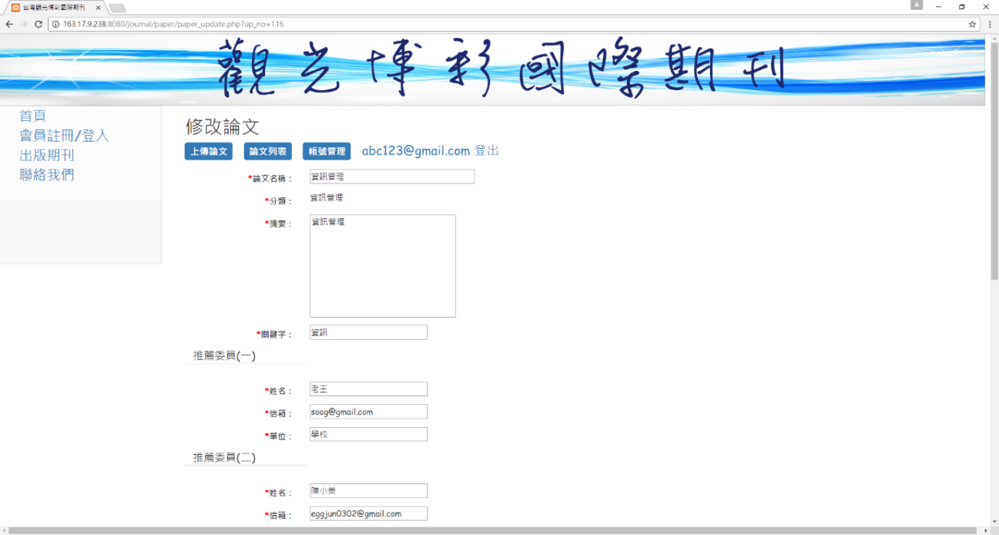 台灣觀光博彩國際期刊
163.17.9.238:8080/journal/paper/paper_update.php?up_no=116
觀光博彩國際期刊
首頁
會員註冊/登入
出版期刊
聯絡我們
修改論文
上傳論文 論文列表 帳號管理 abc123@gmail.com 登出
*論文名稱： 資訊管理
*分類： 資訊管理
*摘要： 資訊管理
*關鍵字： 資訊
推薦委員(一)
*姓名： 老王
*信箱： soog@gmail.com
*單位： 學校
推薦委員(二)
*姓名： 陳小美
*信箱： eggjun0302@gmail.com